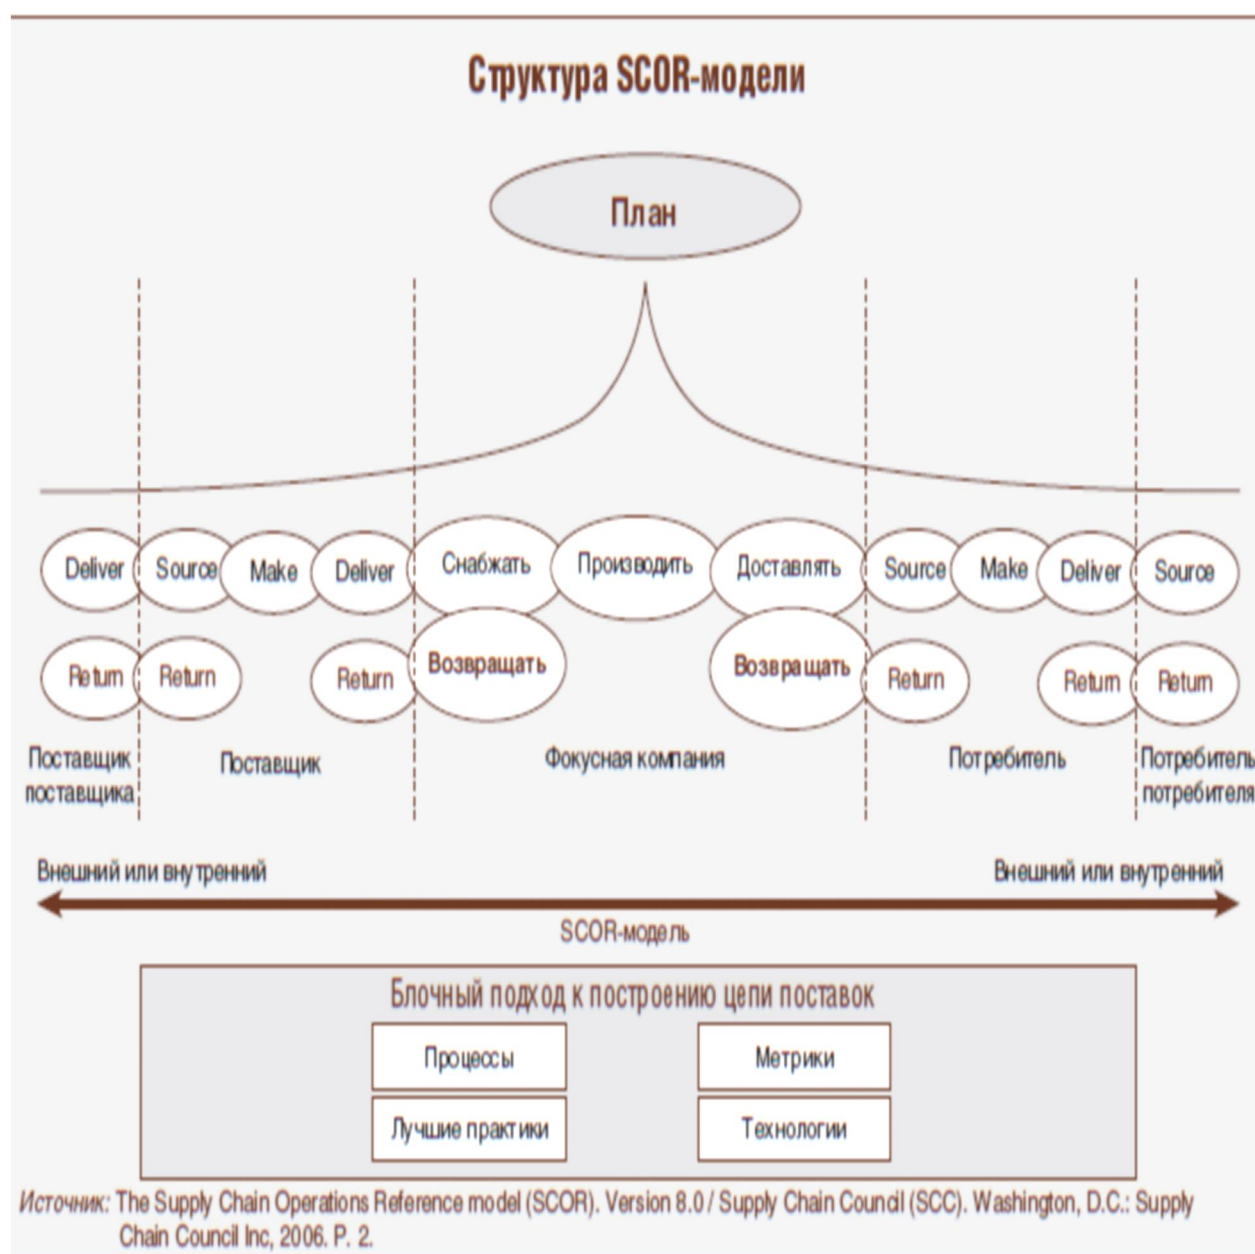 Структура SCOR-модели
План
Deliver Source Make Deliver Снабжать Производить Доставлять Source Make Deliver Source
Return Return Return Возвращать Возвращать Return Return Return
Поставщик поставщика
Поставщик
Фокусная компания
Потребитель
Потребитель потребителя
Внешний или внутренний
Внешний или внутренний
SCOR-модель
Блочный подход к построению цепи поставок
Процессы
Метрики
Лучшие практики
Технологии
Источник: The Supply Chain Operations Reference model (SCOR). Version 8.0 / Supply Chain Council (SCC). Washington, D.C.: Supply
Chain Council Inc, 2006. P. 2.